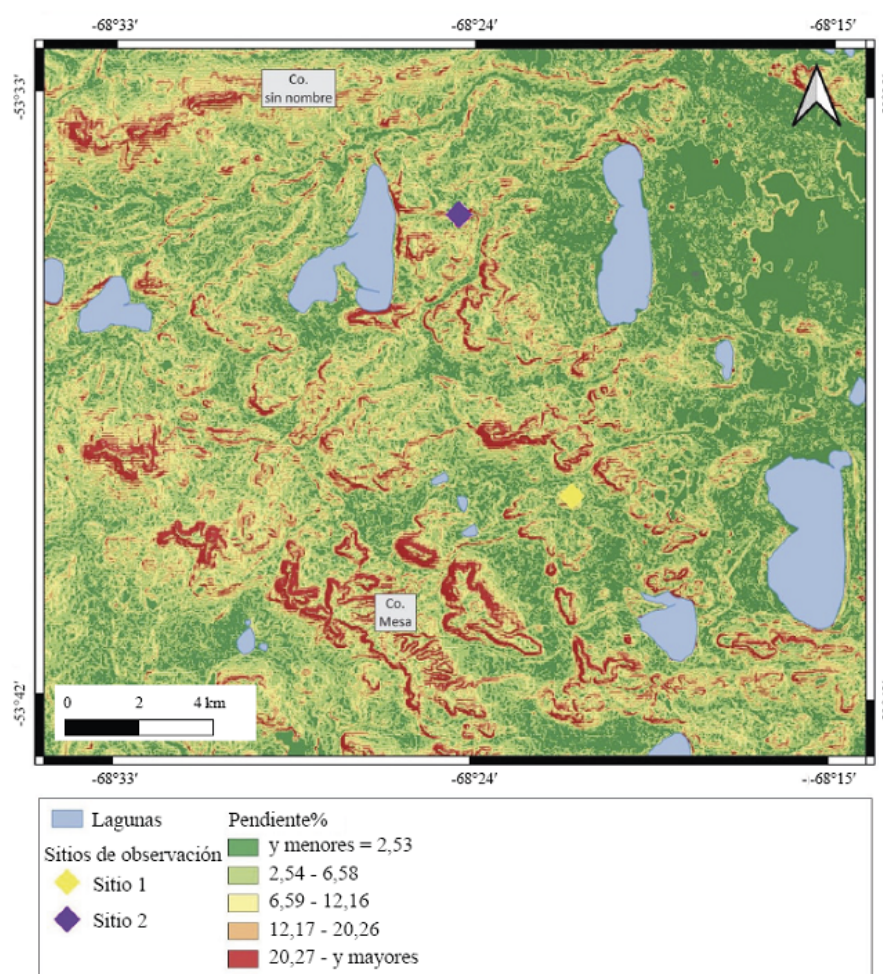 -68°33'
-68°24'
-68°15'
-53°33'
Co.
sin nombre
Co.
Mesa
-53°42'
0 2 4 km
-68°33'
-68°24'
-68°15'
Lagunas
Sitios de observación
Sitio 1
Sitio 2
Pendiente%
y menores = 2,53
2,54 - 6,58
6,59 - 12,16
12,17 - 20,26
20,27 - y mayores